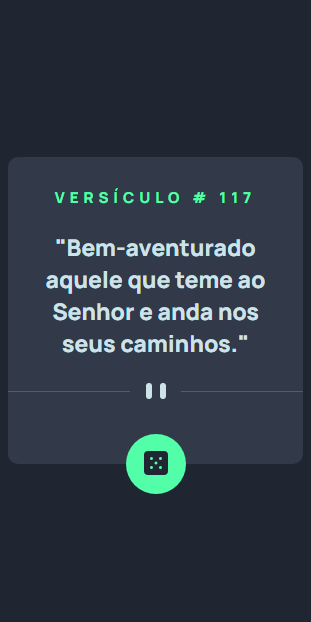 VERSÍCULO # 117
"Bem-aventurado
aquele que teme ao
Senhor e anda nos
seus caminhos."